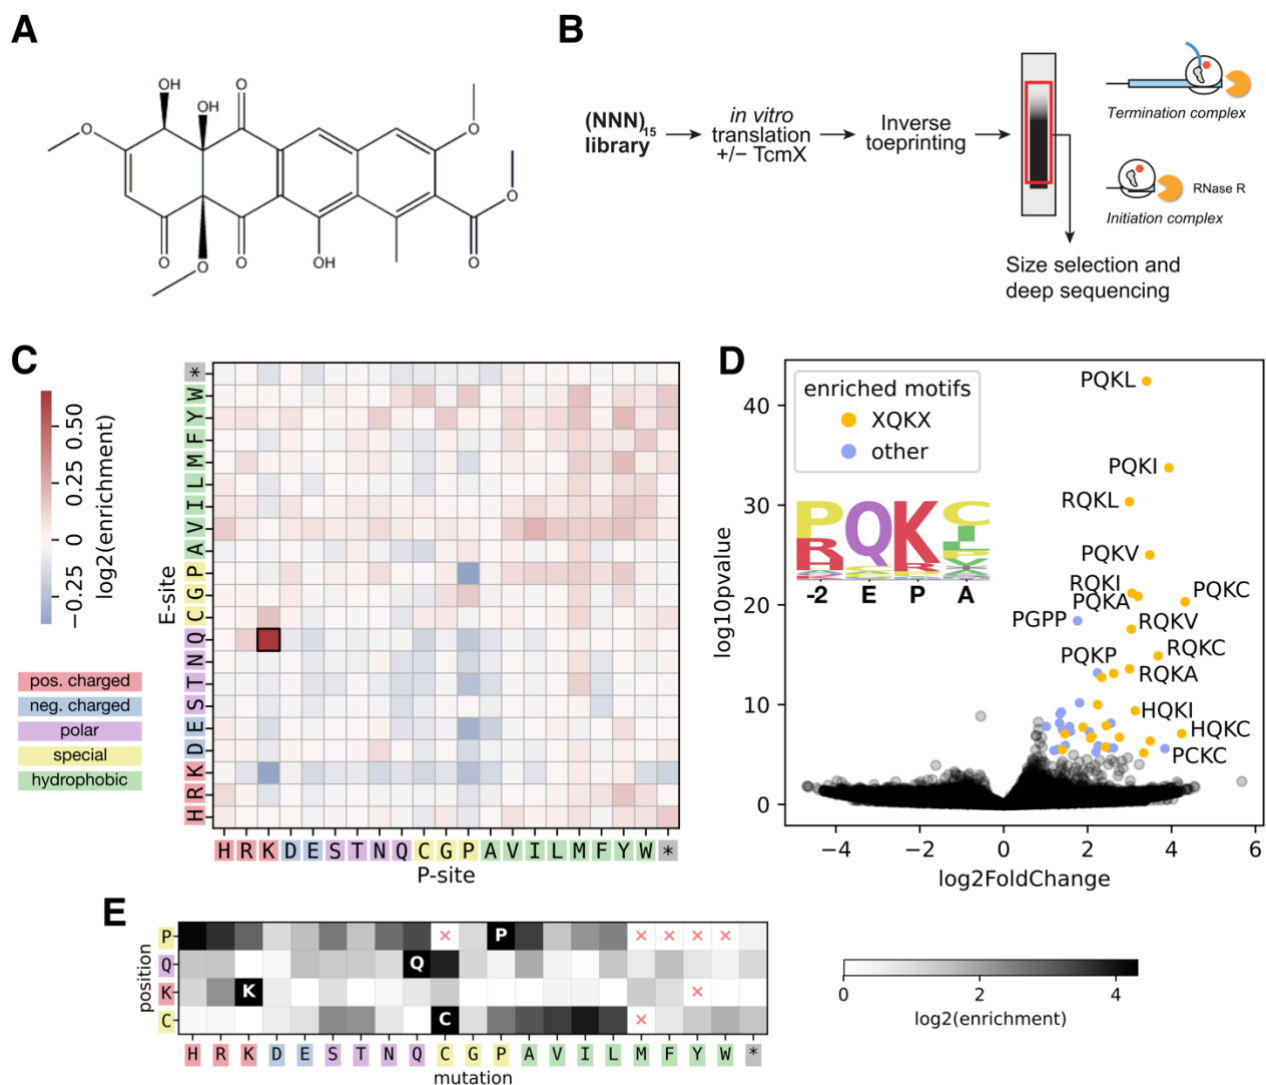 A
OH
OH
O
O
O
O
O
O
O
O
OH
O
B
(NNN)15
library
in vitro
translation
+/− TcmX
Inverse
toeprinting
Termination complex
RNase R
Initiation complex
Size selection and
deep sequencing
C
log2(enrichment)
0.50
0.25
0
−0.25
pos. charged
neg. charged
polar
special
hydrophobic
E-site
*
W
Y
F
M
L
I
V
A
P
G
C
Q
N
T
S
E
D
K
R
H
H R K D E S T N Q C G P A V I L M F Y W *
P-site
D
enriched motifs
XQKX
other
PQKL
PQKI
RQKL
PQKV
RQKI
PQKA
PQKC
PGPP
RQKV
RQKC
PQKP
RQKA
HQKI
HQKC
PCKC
-2 E P A
log10pvalue
40
30
20
10
0
−4 −2 0 2 4 6
log2FoldChange
E
position
P
Q
K
C
P
Q
K
C
H R K D E S T N Q C G P A V I L M F Y W *
mutation
0 2 4
log2(enrichment)